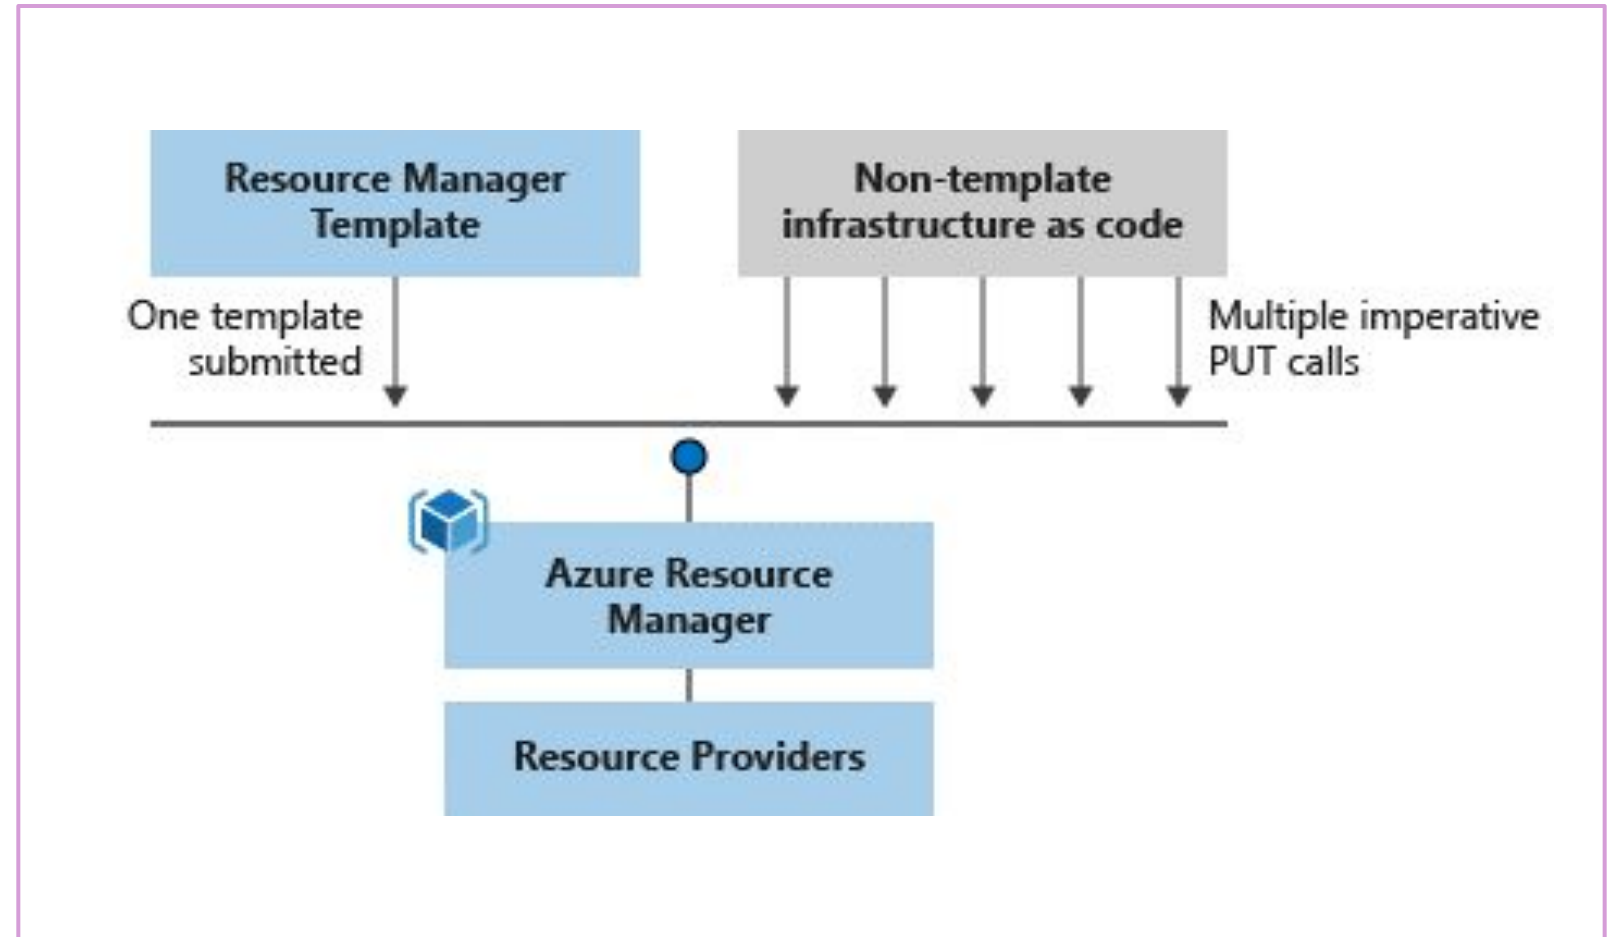 Resource Manager
Template
Non-template
infrastructure as code
One template
submitted
Multiple imperative
PUT calls
Azure Resource
Manager
Resource Providers